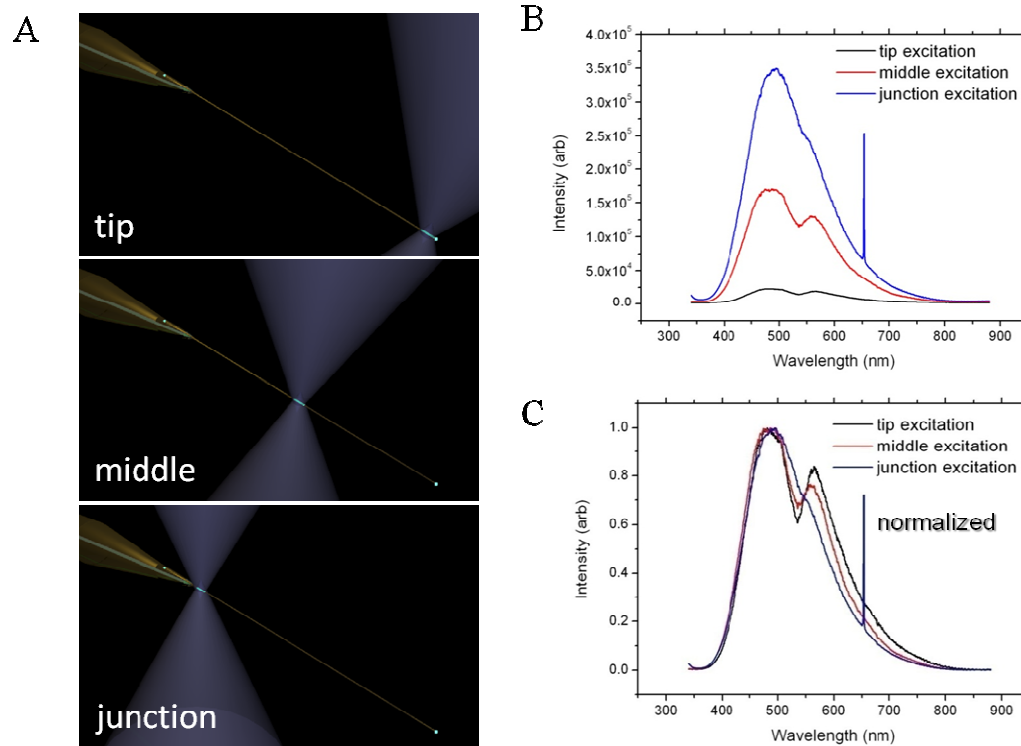 A
tip
middle
junction
B
4.0x10⁵
3.5x10⁵
3.0x10⁵
2.5x10⁵
2.0x10⁵
1.5x10⁵
1.0x10⁵
5.0x10⁴
0.0
Intensity (arb)
tip excitation
middle excitation
junction excitation
300 400 500 600 700 800 900
Wavelength (nm)
C
1.0
0.8
0.6
0.4
0.2
0.0
Intensity (arb)
tip excitation
middle excitation
junction excitation
normalized
300 400 500 600 700 800 900
Wavelength (nm)